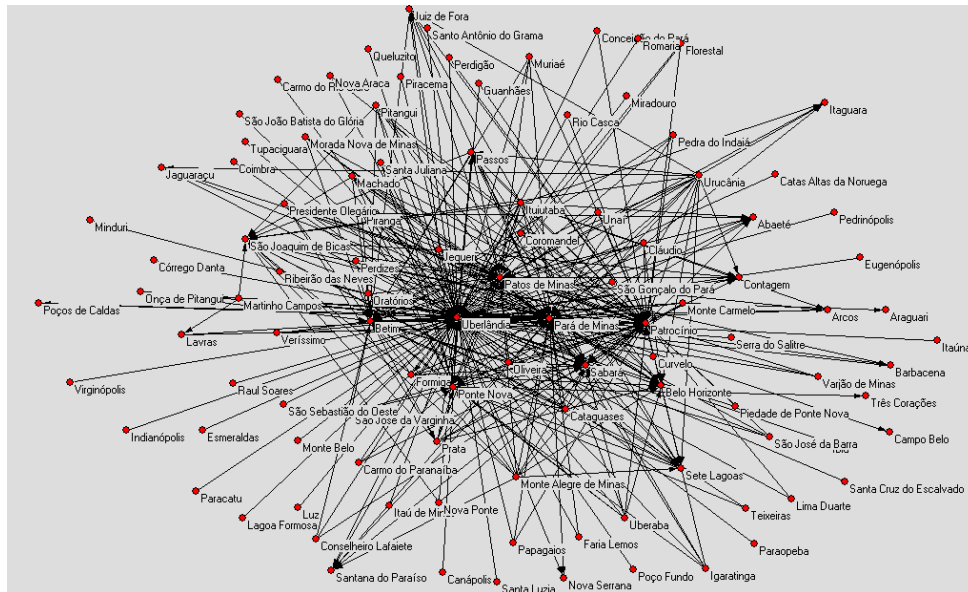 Juiz de Fora
Santo Antônio do Grama
Conceição do Pará
Romaria
Florestal
Queluzito
Perdigão
Muriaé
Carmo do Rio
Nova Araca
Piracema
Guanhães
Miradouro
Itaguara
Pitangui
São João Batista do Glória
Rio Casca
Tupaciguara
Morada Nova de Minas
Pedra do Indaiá
Passos
Jaguaraçu
Coimbra
Santa Juliana
Machado
Urucânia
Catas Altas da Noruega
Presidente Olegário
Piranga
Ituiutaba
Unaí
Abaeté
Pedrinópolis
Minduri
São Joaquim de Bicas
Coromandel
Cláudio
Jequeri
Eugenópolis
Córrego Danta
Ribeirão das Neves
Perdizes
Patos de Minas
São Gonçalo do Pará
Contagem
Onça de Pitangui
Martinho Campos
Oratórios
Poços de Caldas
Monte Carmelo
Arcos
Araguari
Uberlândia
Pará de Minas
Patrocínio
Betim
Lavras
Veríssimo
Serra do Salitre
Itaúna
Oliveira
Sabará
Curvelo
Barbacena
Virginópolis
Raul Soares
Formiga
Ponte Nova
Belo Horizonte
Varjão de Minas
Três Corações
São Sebastião do Oeste
São José da Varginha
Cataguases
Piedade de Ponte Nova
Indianópolis
Esmeraldas
Monte Belo
Prata
São José da Barra
Campo Belo
Ibiá
Carmo do Paranaíba
Monte Alegre de Minas
Sete Lagoas
Santa Cruz do Escalvado
Paracatu
Luz
Itaú de Minas
Nova Ponte
Lima Duarte
Lagoa Formosa
Uberaba
Teixeiras
Conselheiro Lafaiete
Papagaios
Faria Lemos
Paraopeba
Santana do Paraíso
Canápolis
Santa Luzia
Nova Serrana
Poço Fundo
Igaratinga